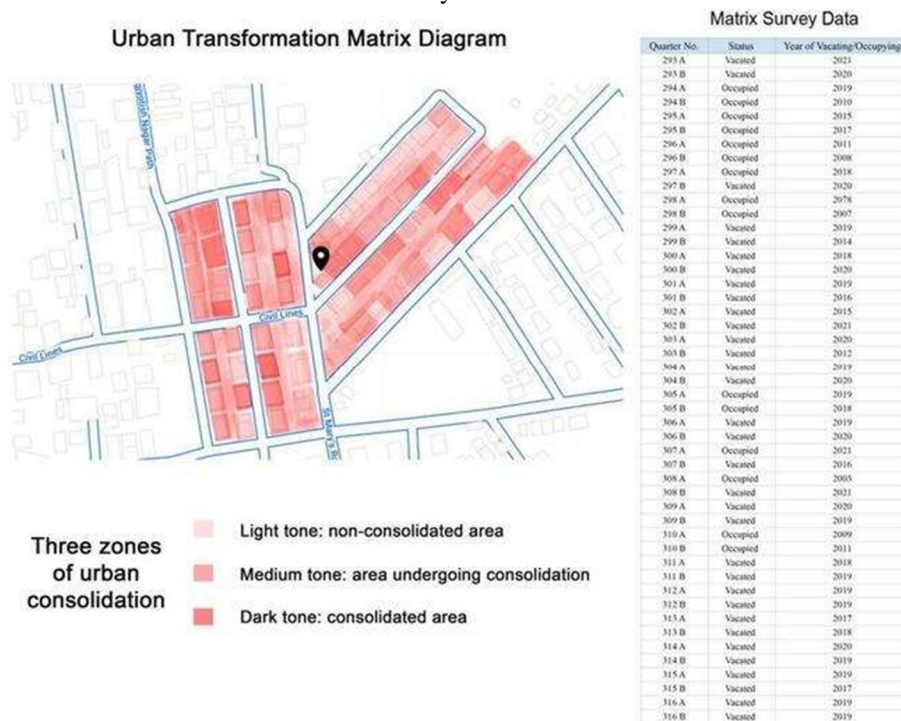 Urban Transformation Matrix Diagram
Civil Lines
Civil Lines
Three zones
of urban
consolidation
Light tone: non-consolidated area
Medium tone: area undergoing consolidation
Dark tone: consolidated area
Matrix Survey Data
Quarter No. Status Year of Vacating/Occupying
293 A Vacated 2021
293 B Vacated 2020
294 A Occupied 2019
294 B Occupied 2010
295 A Occupied 2015
295 B Occupied 2017
296 A Occupied 2011
296 B Occupied 2008
297 A Occupied 2018
297 B Vacated 2020
298 A Occupied 2078
298 B Occupied 2007
299 A Vacated 2019
299 B Vacated 2014
300 A Vacated 2018
300 B Vacated 2020
301 A Vacated 2019
301 B Vacated 2016
302 A Vacated 2015
302 B Vacated 2021
303 A Vacated 2020
303 B Vacated 2012
304 A Vacated 2019
304 B Vacated 2020
305 A Occupied 2019
305 B Occupied 2018
306 A Vacated 2019
306 B Vacated 2020
307 A Occupied 2021
307 B Vacated 2016
308 A Occupied 2003
308 B Vacated 2021
309 A Vacated 2020
309 B Vacated 2019
310 A Occupied 2009
310 B Occupied 2011
311 A Vacated 2018
311 B Vacated 2019
312 A Vacated 2019
312 B Vacated 2019
313 A Vacated 2017
313 B Vacated 2018
314 A Vacated 2020
314 B Vacated 2019
315 A Vacated 2019
315 B Vacated 2017
316 A Vacated 2019
316 B Vacated 2019